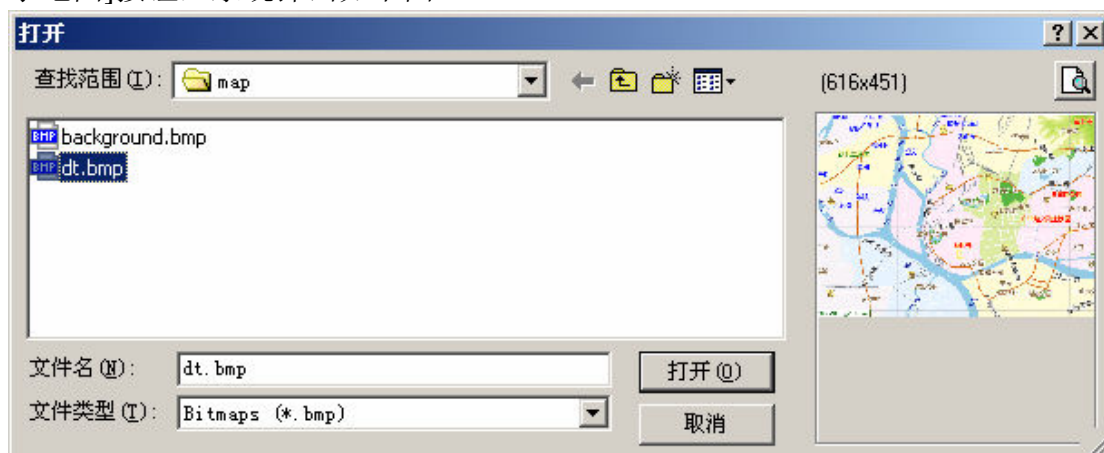 打开
查找范围(I): map
(616x451)
background.bmp
dt.bmp
文件名(N): dt.bmp
打开(O)
文件类型(T): Bitmaps (*.bmp)
取消